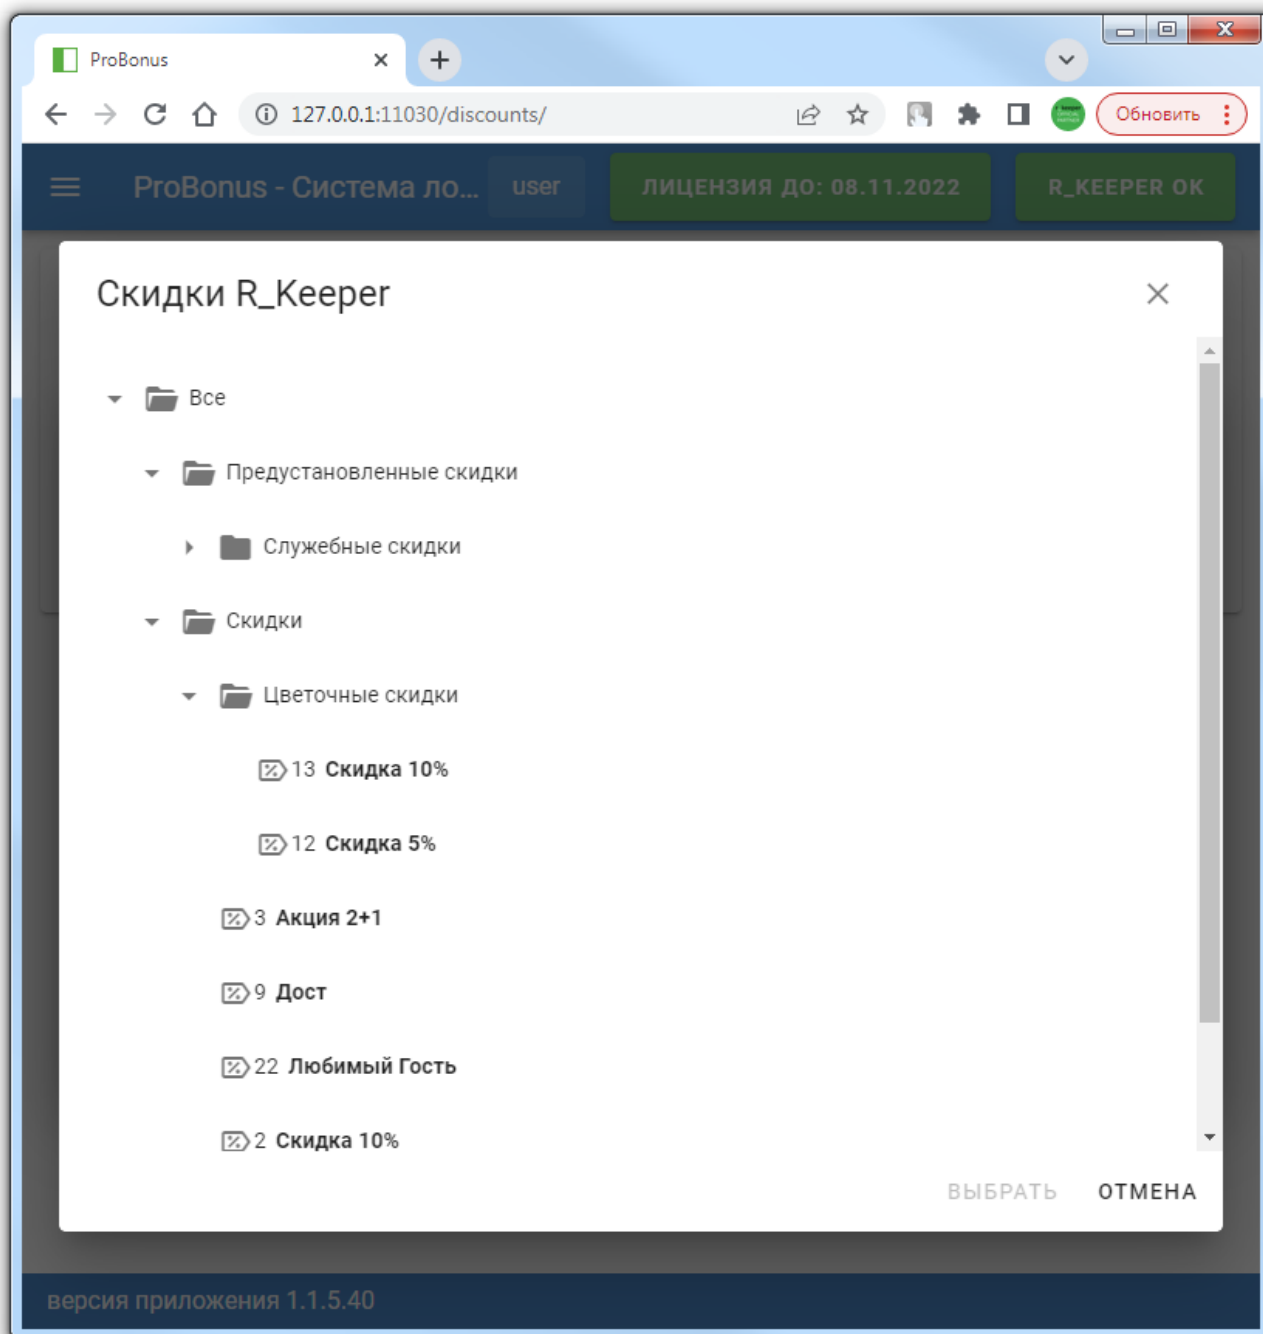 ProBonus
127.0.0.1:11030/discounts/
Обновить
ProBonus - Система ло...
user
ЛИЦЕНЗИЯ ДО: 08.11.2022
R_KEEPER OK
Скидки R_Keeper
Все
Предустановленные скидки
Служебные скидки
Скидки
Цветочные скидки
13 Скидка 10%
12 Скидка 5%
3 Акция 2+1
9 Дост
22 Любимый Гость
2 Скидка 10%
ВЫБРАТЬ
ОТМЕНА
версия приложения 1.1.5.40